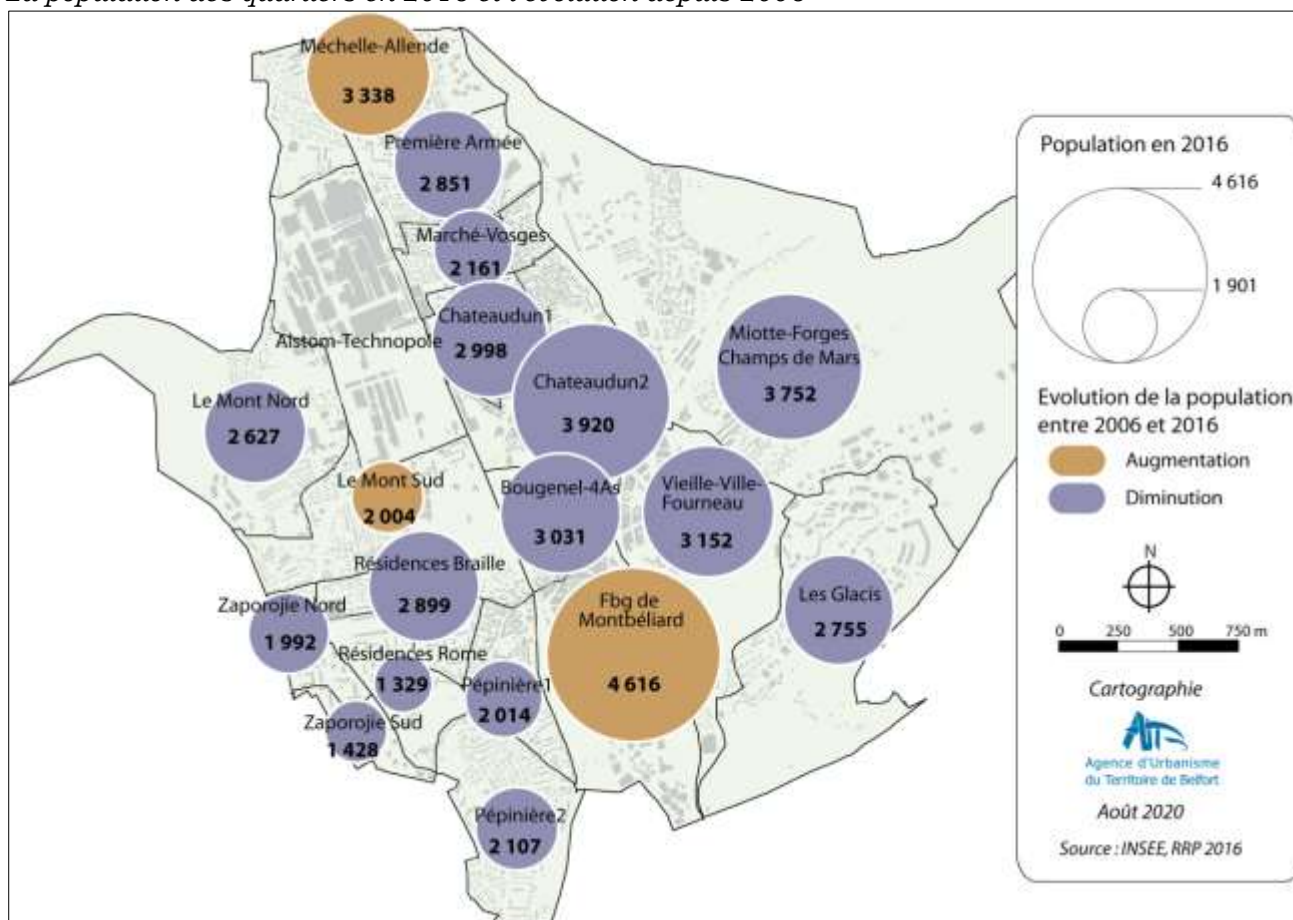 La population des quartiers en 2016 et l'évolution depuis 2006
Méchelle-Allende
3 338
Première Armée
2 851
Marché-Vosges
2 161
Chateaudun1
2 998
Alstom-Technopole
Chateaudun2
3 920
Miotte-Forges
Champs de Mars
3 752
Le Mont Nord
2 627
Le Mont Sud
2 004
Bougenel-4As
3 031
Vieille-Ville-
Fourneau
3 152
Résidences Braille
2 899
Zaporojie Nord
1 992
Fbg de
Montbéliard
4 616
Les Glacis
2 755
Résidences Rome
1 329
Pépinière1
2 014
Zaporojie Sud
1 428
Pépinière2
2 107
Population en 2016
4 616
1 901
Evolution de la population
entre 2006 et 2016
Augmentation
Diminution
N
0 250 500 750 m
Cartographie
Agence d'Urbanisme
du Territoire de Belfort
Août 2020
Source : INSEE, RRP 2016